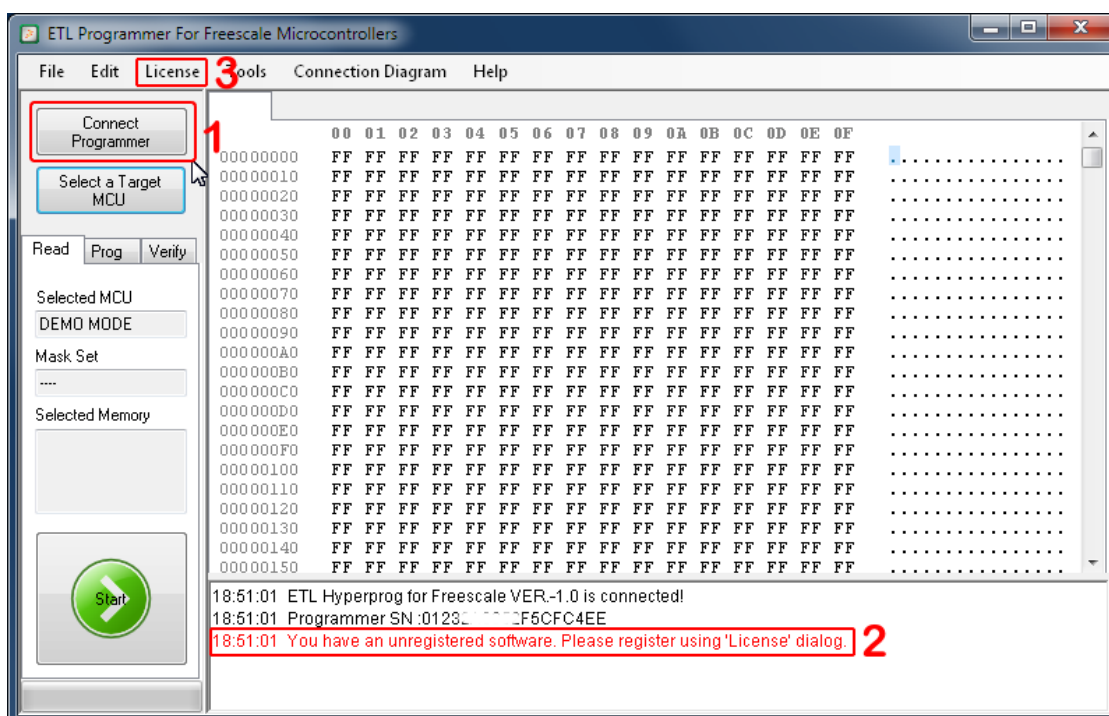 ETL Programmer For Freescale Microcontrollers
File Edit License 3 Tools Connection Diagram Help
Connect
Programmer
1
Select a Target
MCU
Read Prog Verify
Selected MCU
DEMO MODE
Mask Set
----
Selected Memory
Start
00 01 02 03 04 05 06 07 08 09 0A 0B 0C 0D 0E 0F
00000000 FF FF FF FF FF FF FF FF FF FF FF FF FF FF FF FF ................
00000010 FF FF FF FF FF FF FF FF FF FF FF FF FF FF FF FF ................
00000020 FF FF FF FF FF FF FF FF FF FF FF FF FF FF FF FF ................
00000030 FF FF FF FF FF FF FF FF FF FF FF FF FF FF FF FF ................
00000040 FF FF FF FF FF FF FF FF FF FF FF FF FF FF FF FF ................
00000050 FF FF FF FF FF FF FF FF FF FF FF FF FF FF FF FF ................
00000060 FF FF FF FF FF FF FF FF FF FF FF FF FF FF FF FF ................
00000070 FF FF FF FF FF FF FF FF FF FF FF FF FF FF FF FF ................
00000080 FF FF FF FF FF FF FF FF FF FF FF FF FF FF FF FF ................
00000090 FF FF FF FF FF FF FF FF FF FF FF FF FF FF FF FF ................
000000A0 FF FF FF FF FF FF FF FF FF FF FF FF FF FF FF FF ................
000000B0 FF FF FF FF FF FF FF FF FF FF FF FF FF FF FF FF ................
000000C0 FF FF FF FF FF FF FF FF FF FF FF FF FF FF FF FF ................
000000D0 FF FF FF FF FF FF FF FF FF FF FF FF FF FF FF FF ................
000000E0 FF FF FF FF FF FF FF FF FF FF FF FF FF FF FF FF ................
000000F0 FF FF FF FF FF FF FF FF FF FF FF FF FF FF FF FF ................
00000100 FF FF FF FF FF FF FF FF FF FF FF FF FF FF FF FF ................
00000110 FF FF FF FF FF FF FF FF FF FF FF FF FF FF FF FF ................
00000120 FF FF FF FF FF FF FF FF FF FF FF FF FF FF FF FF ................
00000130 FF FF FF FF FF FF FF FF FF FF FF FF FF FF FF FF ................
00000140 FF FF FF FF FF FF FF FF FF FF FF FF FF FF FF FF ................
00000150 FF FF FF FF FF FF FF FF FF FF FF FF FF FF FF FF ................
18:51:01 ETL Hyperprog for Freescale VER.-1.0 is connected!
18:51:01 Programmer SN
18:51:01 You have an unregistered software. Please register using 'License' dialog. 2